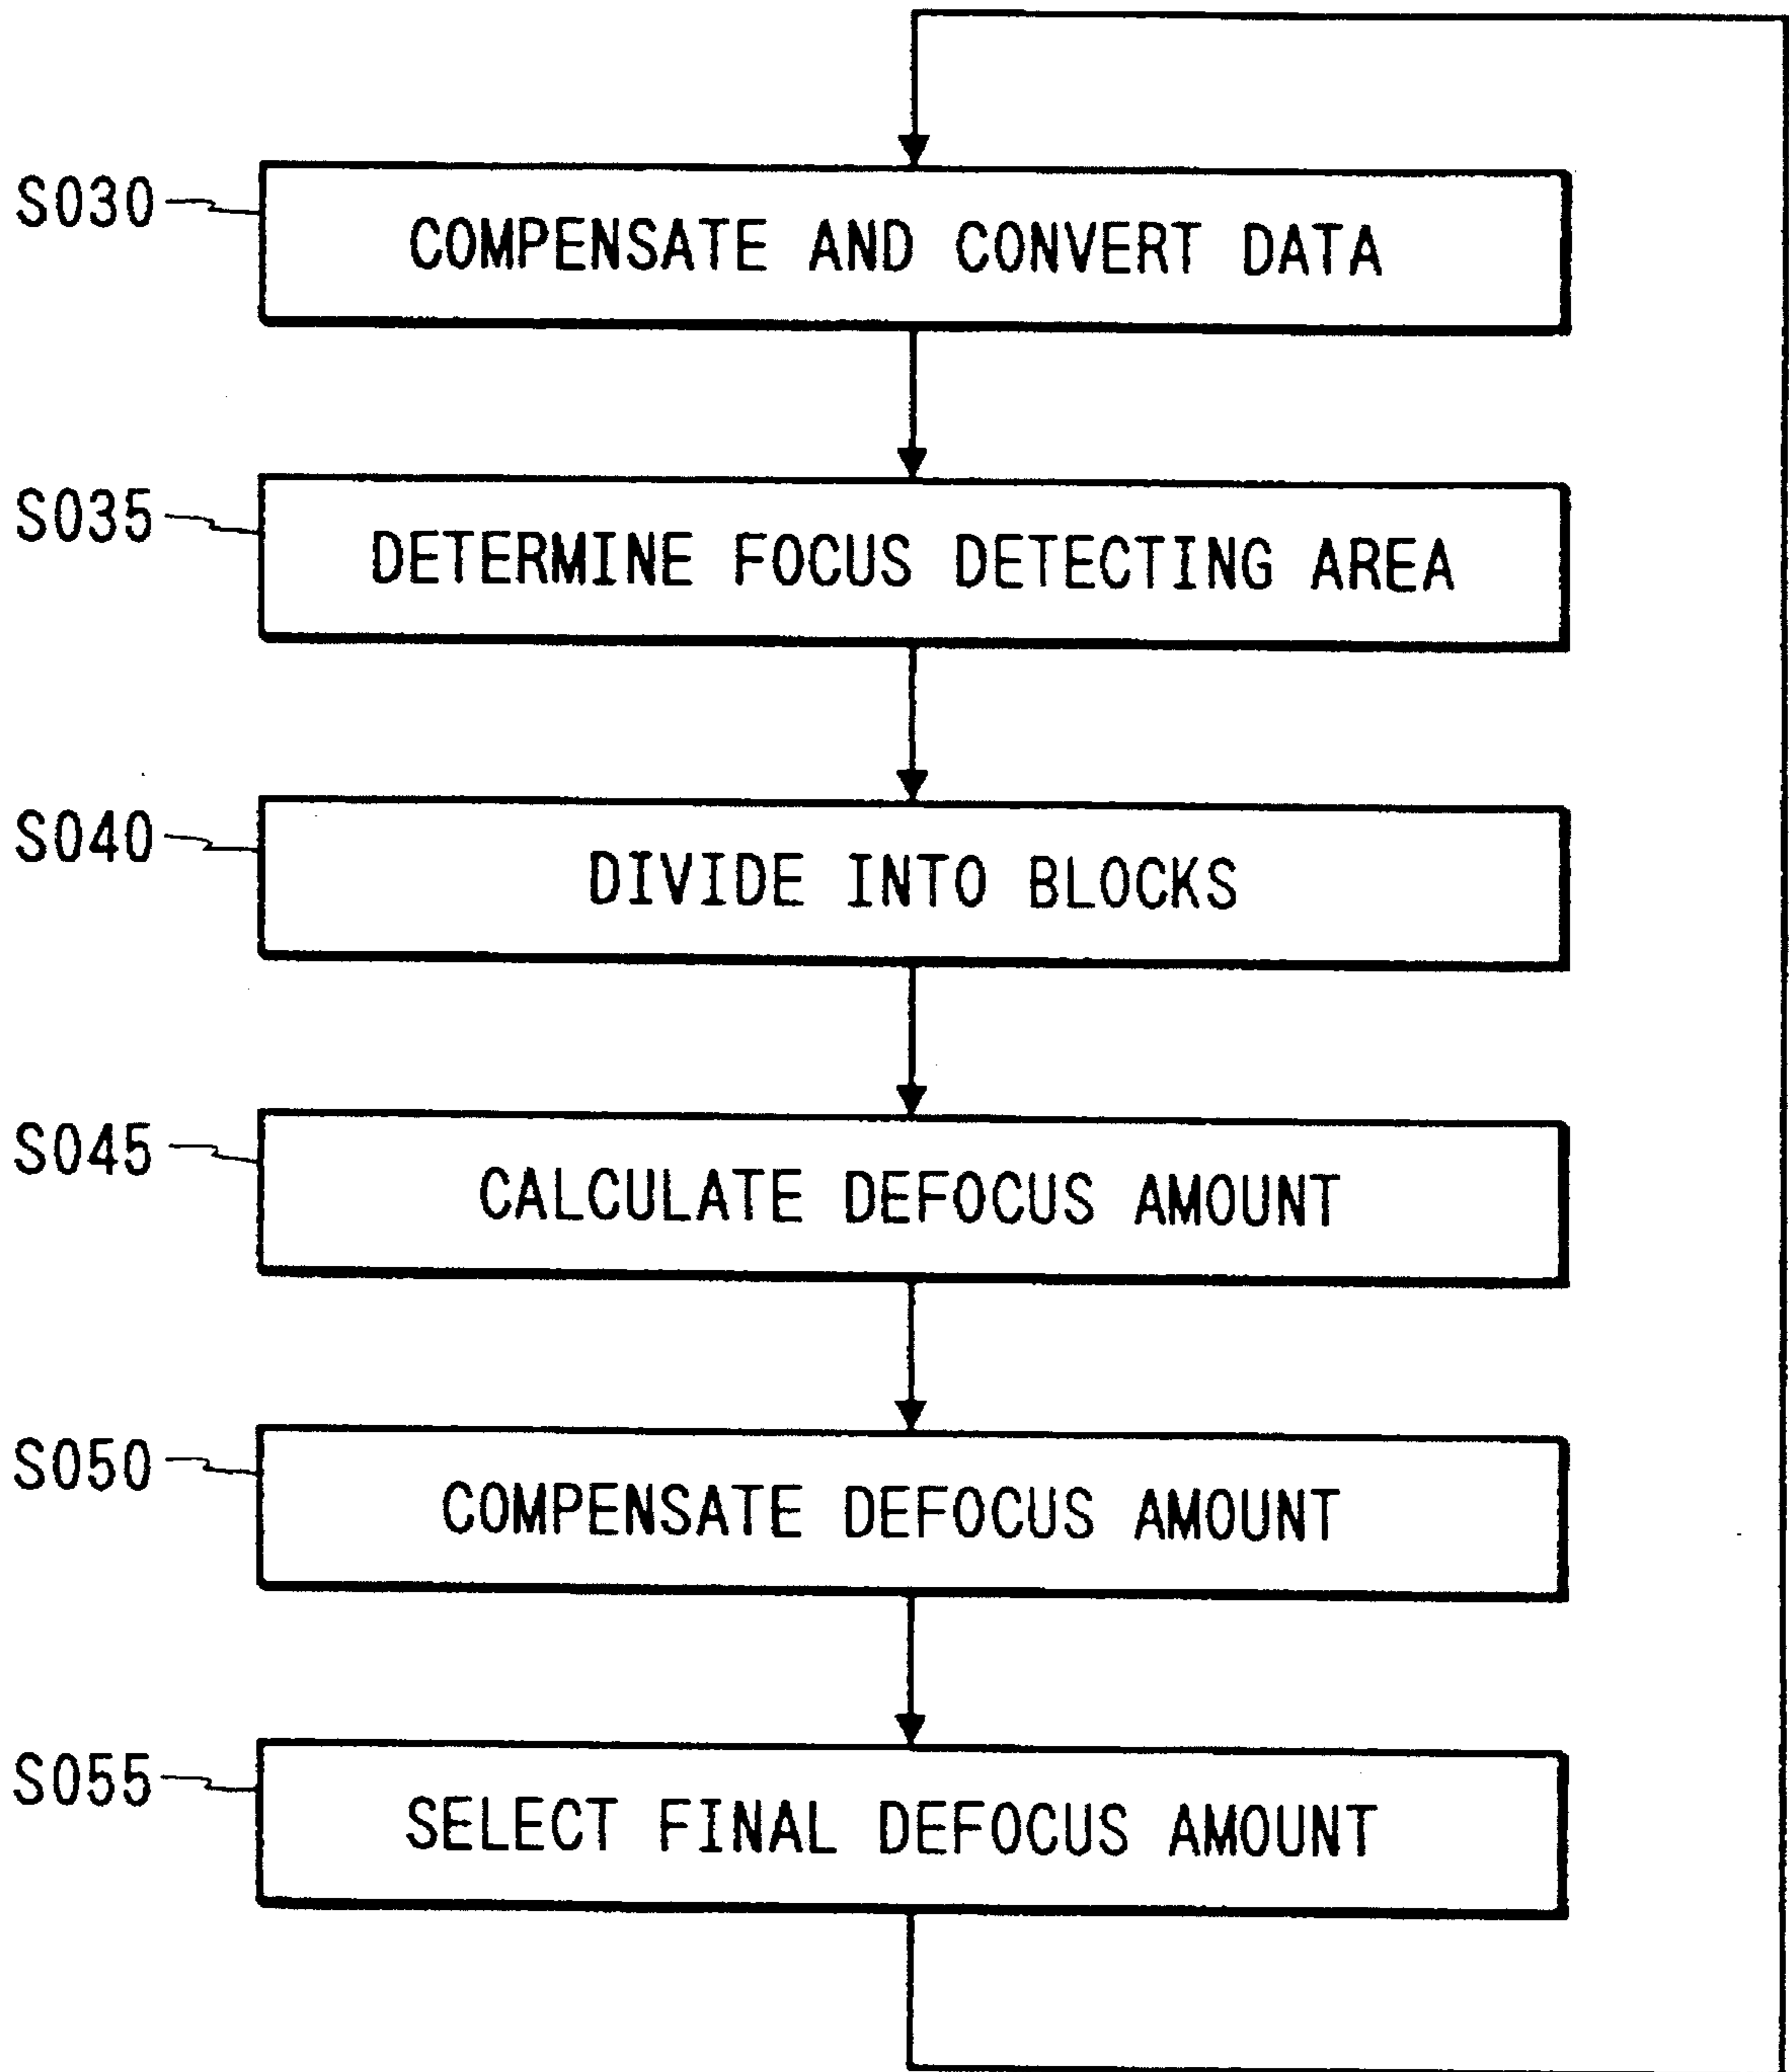 S030
COMPENSATE AND CONVERT DATA
S035
DETERMINE FOCUS DETECTING AREA
S040
DIVIDE INTO BLOCKS
S045
CALCULATE DEFOCUS AMOUNT
S050
COMPENSATE DEFOCUS AMOUNT
S055
SELECT FINAL DEFOCUS AMOUNT